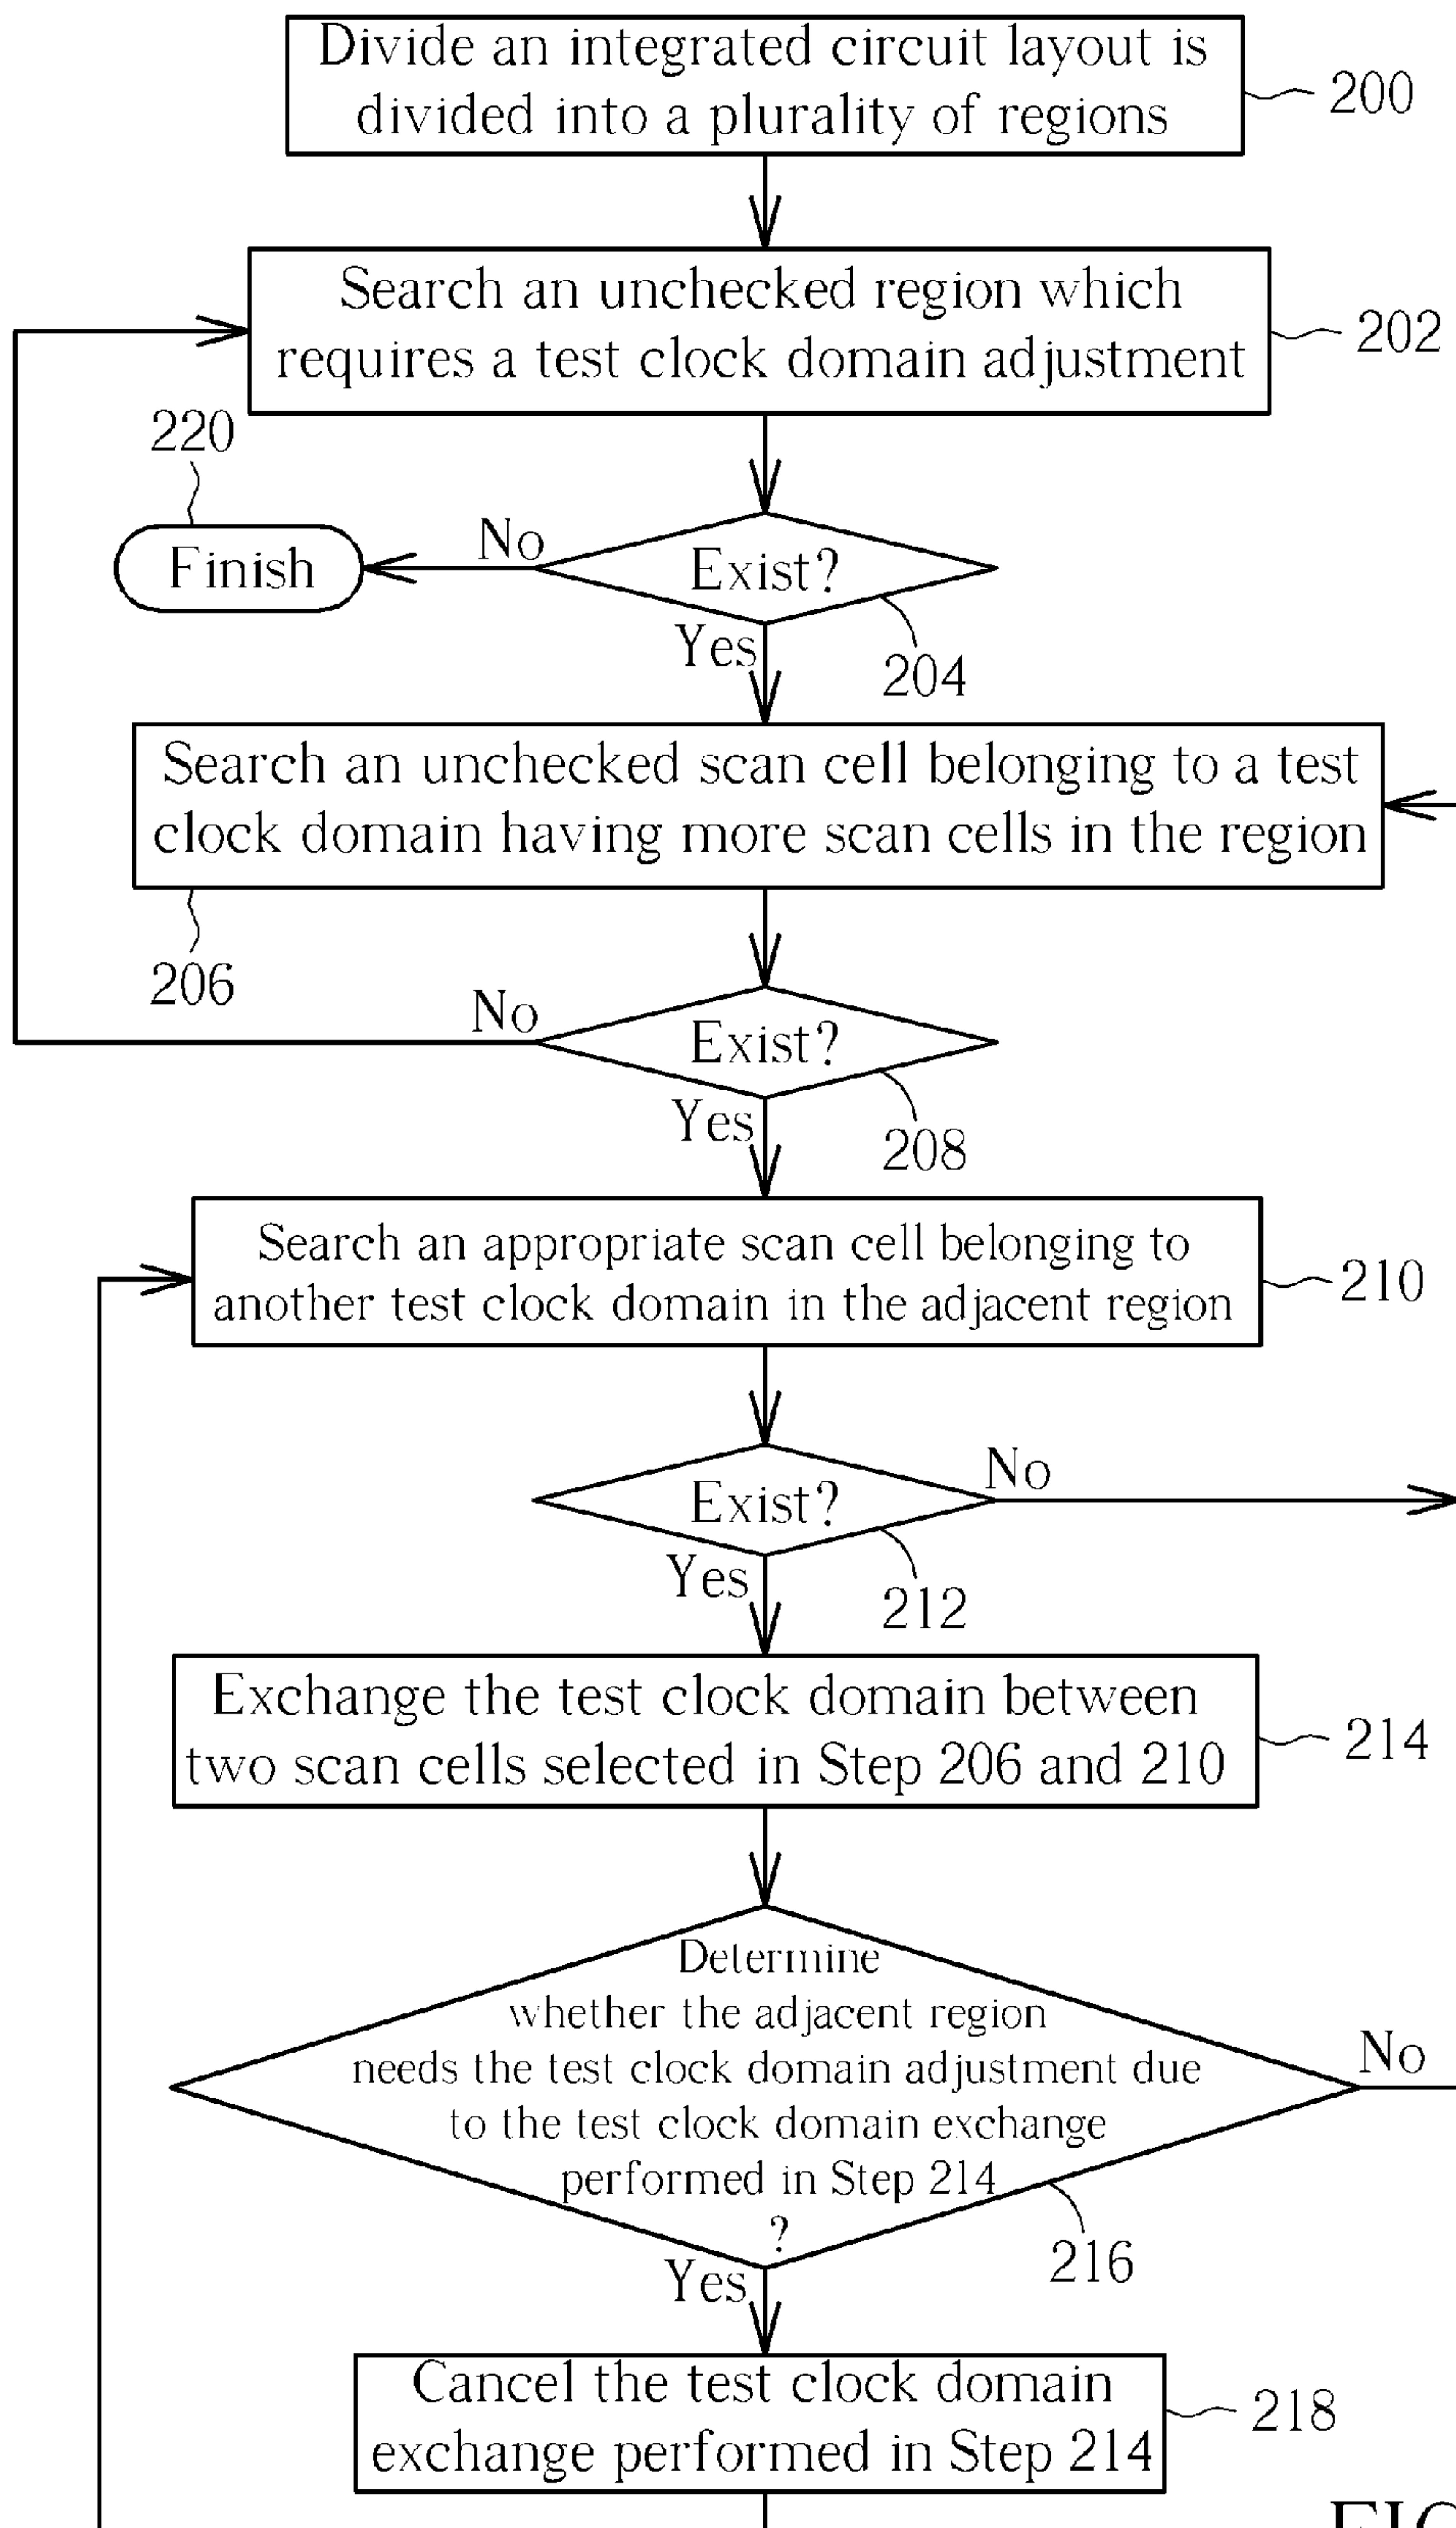 Divide an integrated circuit layout is
divided into a plurality of regions
200
Search an unchecked region which
requires a test clock domain adjustment
202
220
Finish
No
Exist?
Yes
204
Search an unchecked scan cell belonging to a test
clock domain having more scan cells in the region
206
No
Exist?
Yes
208
Search an appropriate scan cell belonging to
another test clock domain in the adjacent region
210
Exist?
No
Yes
212
Exchange the test clock domain between
two scan cells selected in Step 206 and 210
214
Determine
whether the adjacent region
needs the test clock domain adjustment due
to the test clock domain exchange
performed in Step 214
?
No
216
Yes
Cancel the test clock domain
exchange performed in Step 214
218